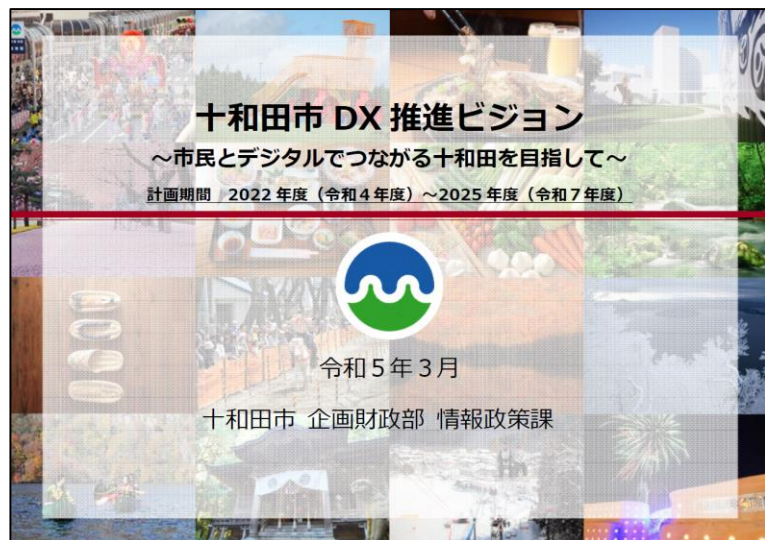 十和田市 DX 推進ビジョン
～市民とデジタルでつながる十和田を目指して～
計画期間　2022 年度（令和４年度）～2025 年度（令和７年度）
令和５年３月
十和田市 企画財政部 情報政策課